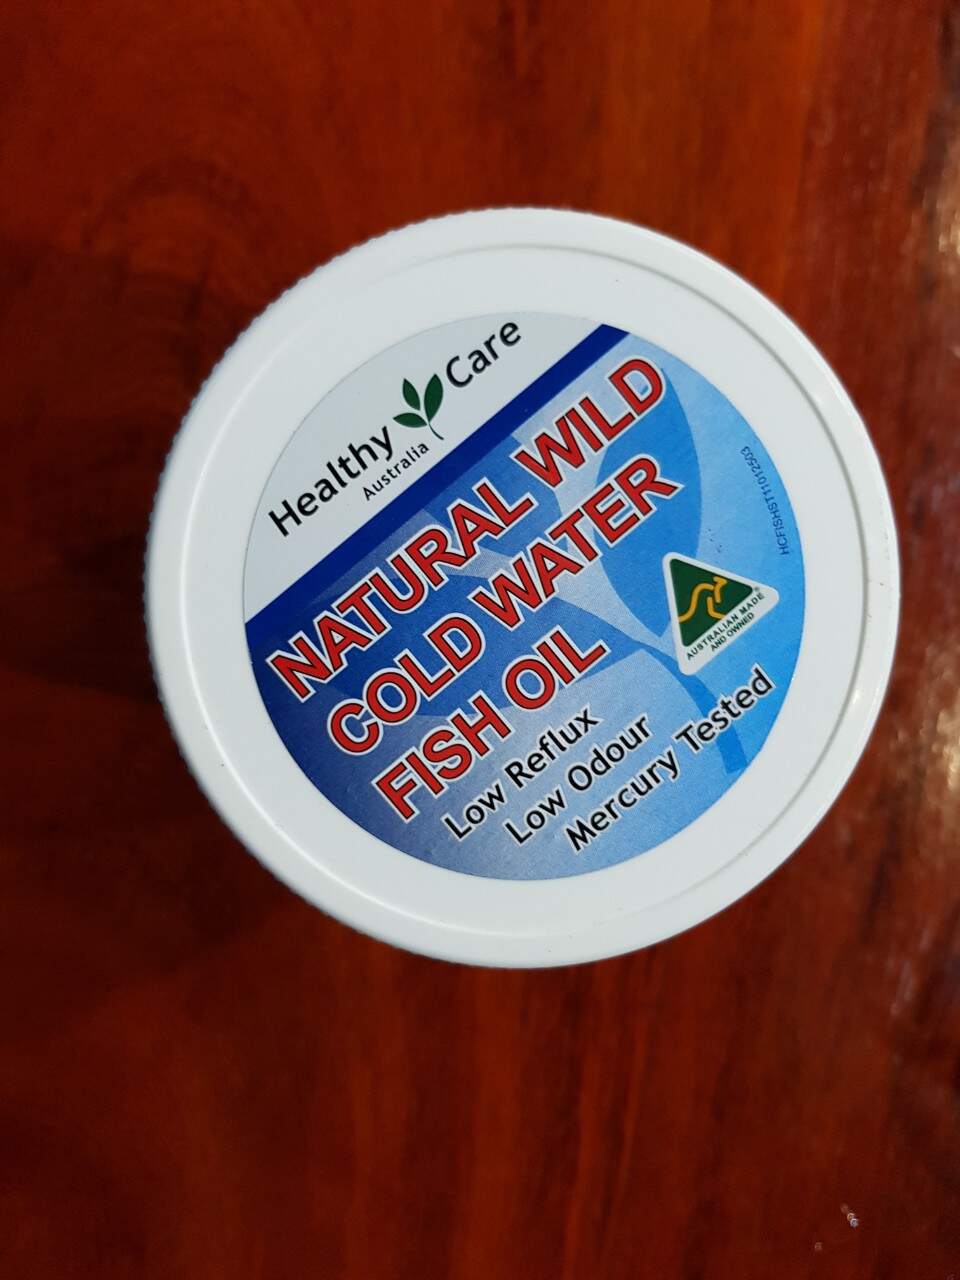 Healthy Care
Australia
NATURAL WILD
COLD WATER
FISH OIL
Low Reflux
Low Odour
Mercury Tested
AUSTRALIAN MADE
AND OWNED
HCFISHST11012503